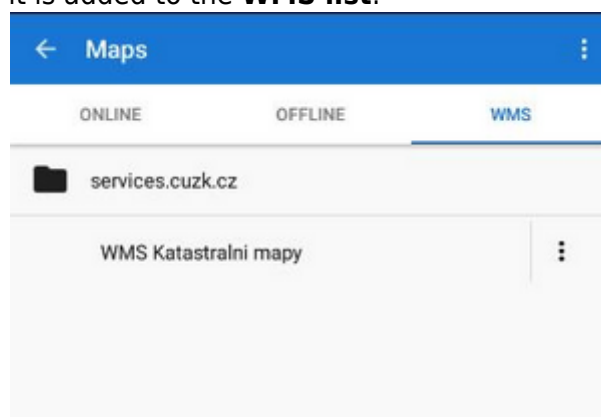 it is added to the WMS list.
Maps
ONLINE OFFLINE WMS
services.cuzk.cz
WMS Katastralni mapy